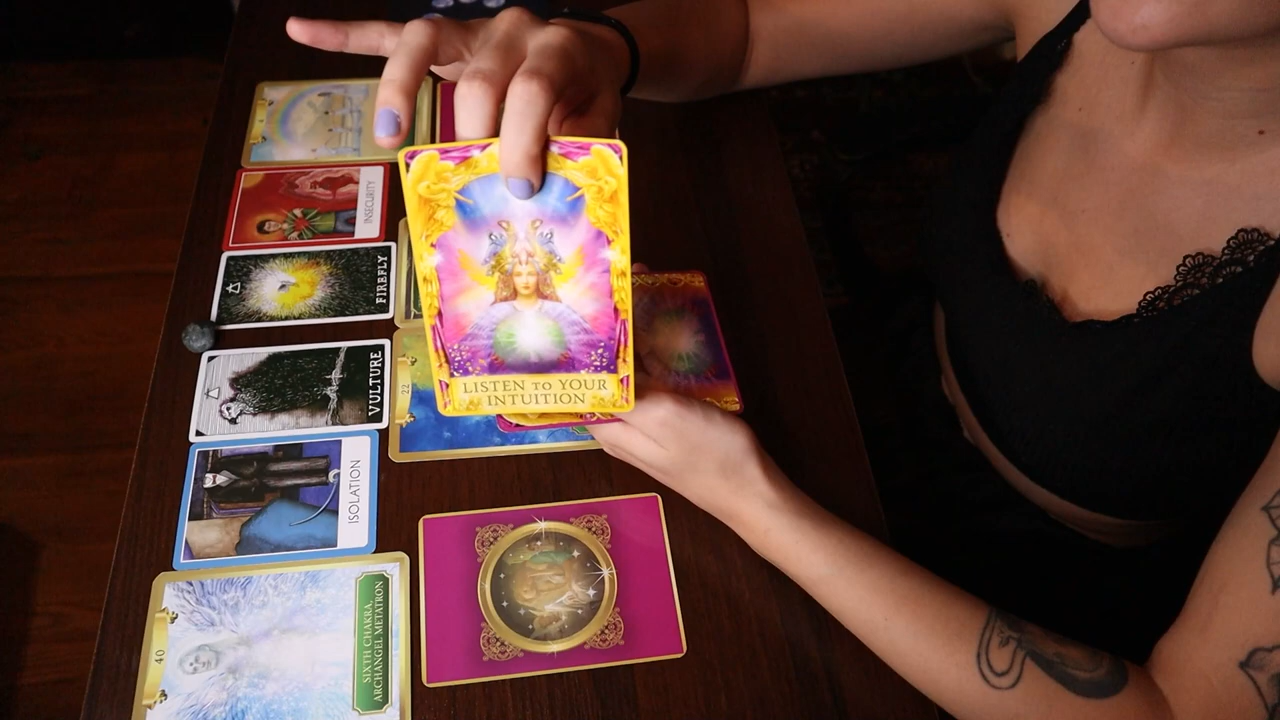 INSECURITY
FIREFLY
VULTURE
22
LISTEN TO YOUR
INTUITION
ISOLATION
40
SIXTH CHAKRA,
ARCHANGEL METATRON